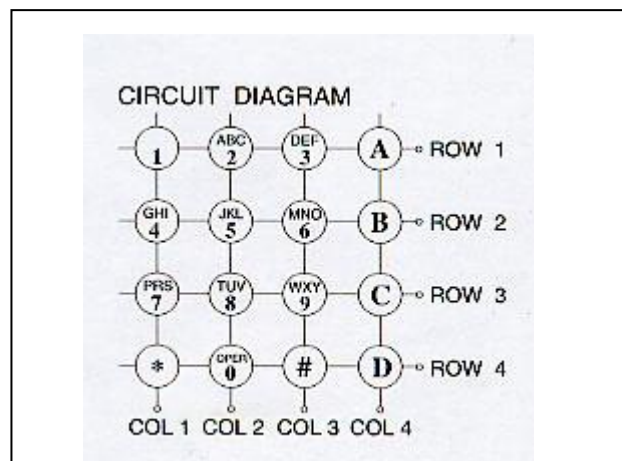 CIRCUIT DIAGRAM
1 ABC 2 DEF 3 A ROW 1
GHI 4 JKL 5 MNO 6 B ROW 2
PRS 7 TUV 8 WXY 9 C ROW 3
* OPER 0 # D ROW 4
COL 1 COL 2 COL 3 COL 4